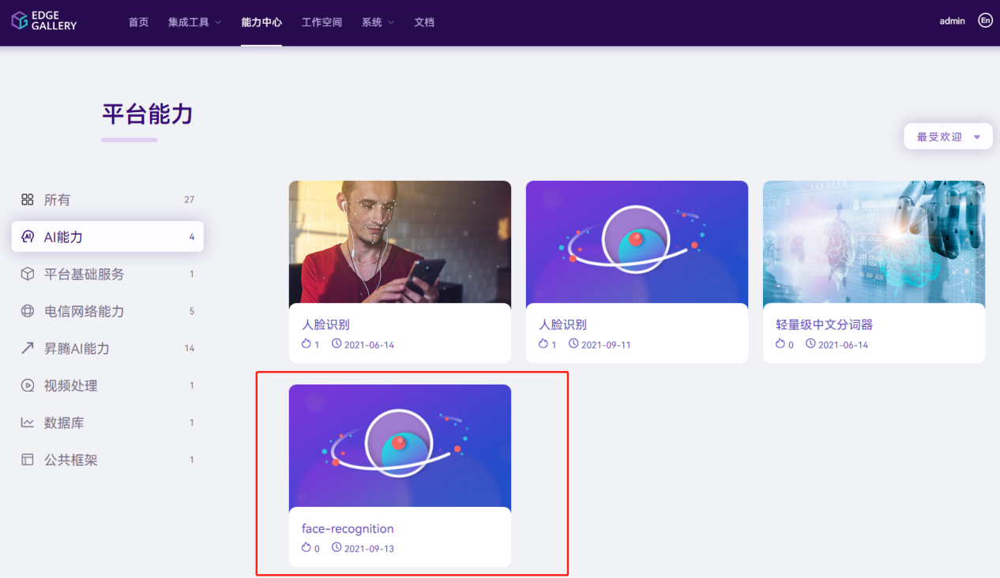 EDGE
GALLERY
首页
集成工具
能力中心
工作空间
系统
文档
admin
En
平台能力
最受欢迎
所有 27
AI能力 4
平台基础服务 1
电信网络能力 5
昇腾AI能力 14
视频处理 1
数据库 1
公共框架 1
人脸识别
1 2021-06-14
人脸识别
1 2021-09-11
轻量级中文分词器
0 2021-06-14
face-recognition
0 2021-09-13